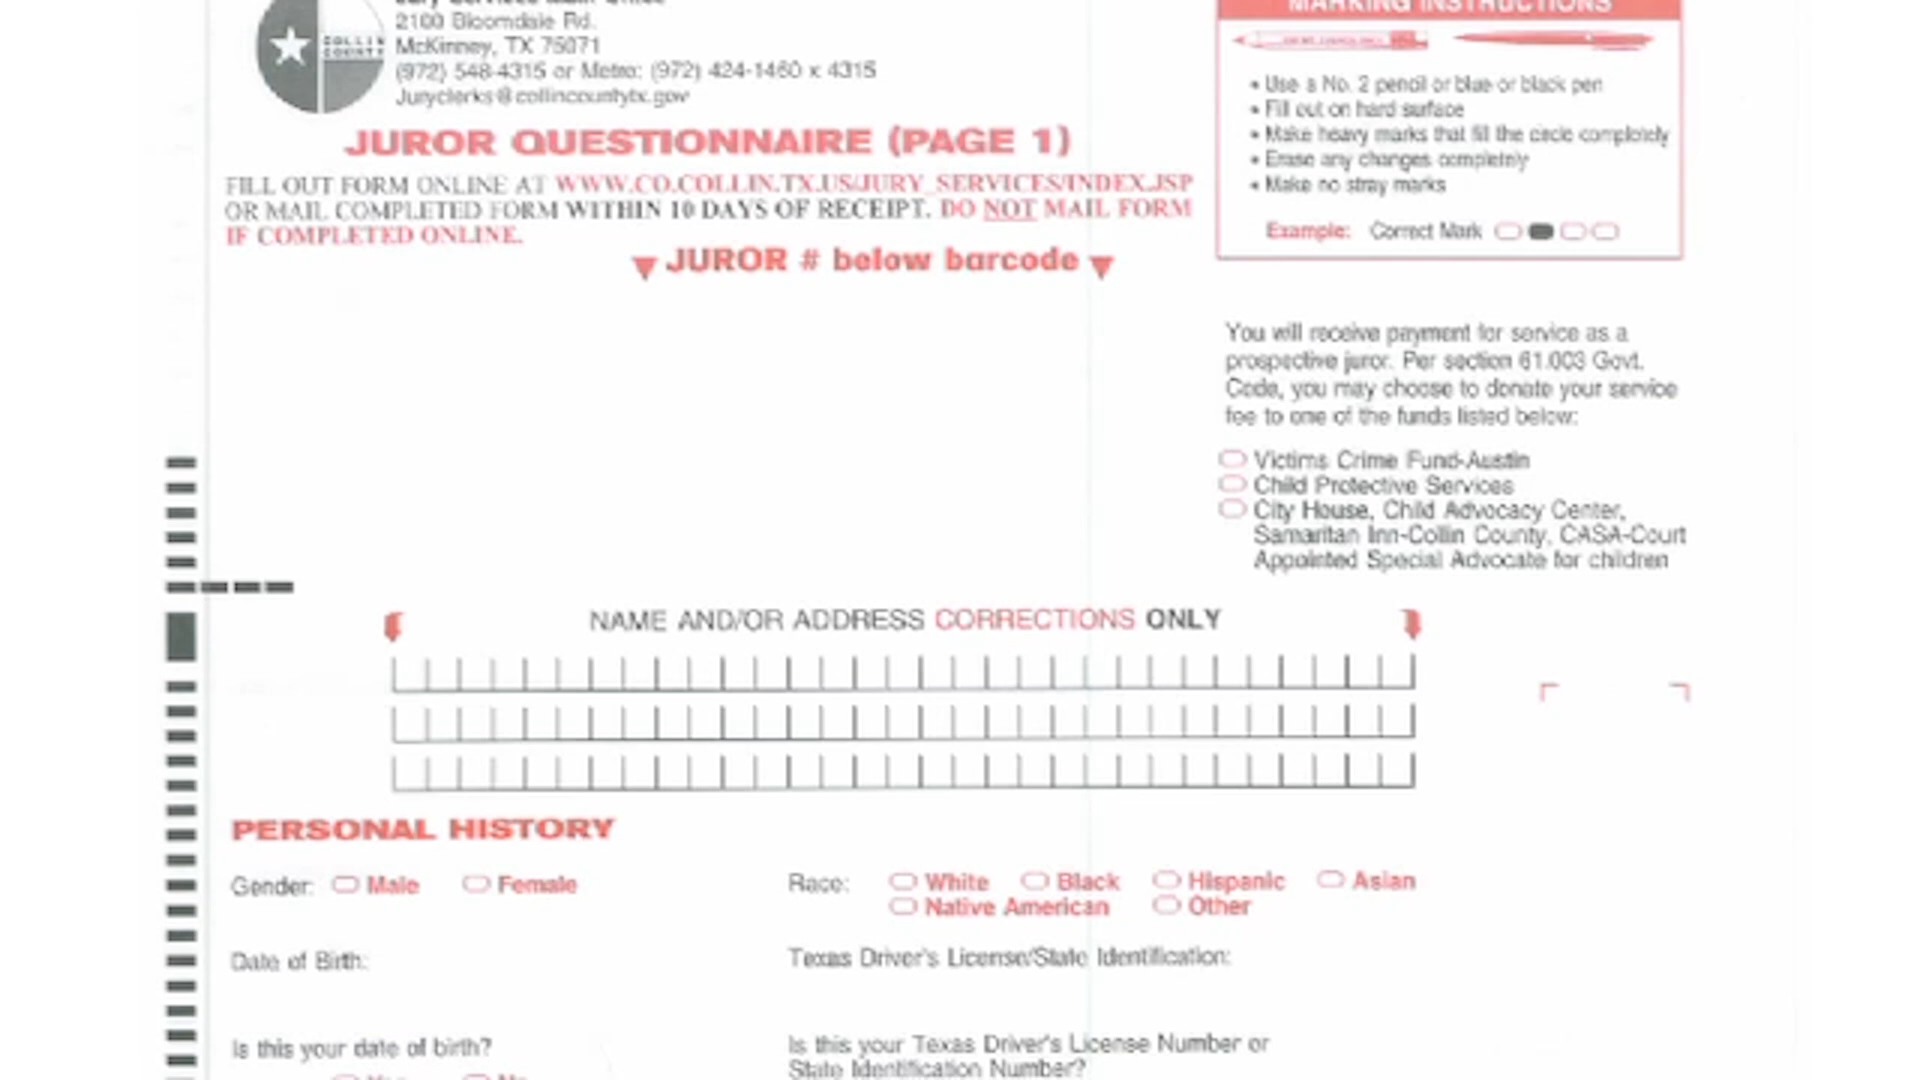 COLLIN
COUNTY
Jury Services Main Office
2100 Bloomdale Rd.
McKinney, TX 75071
(972) 548-4315 or Metro: (972) 424-1460 x 4315
Juryclerks@collincountytx.gov
JUROR QUESTIONNAIRE (PAGE 1)
FILL OUT FORM ONLINE AT WWW.CO.COLLIN.TX.US/JURY_SERVICES/INDEX.JSP
OR MAIL COMPLETED FORM WITHIN 10 DAYS OF RECEIPT. DO NOT MAIL FORM
IF COMPLETED ONLINE.
JUROR # below barcode
MARKING INSTRUCTIONS
• Use a No. 2 pencil or blue or black pen
• Fill out on hard surface
• Make heavy marks that fill the circle completely
• Erase any changes completely
• Make no stray marks
Example: Correct Mark
You will receive payment for service as a
prospective juror. Per section 61.003 Govt.
Code, you may choose to donate your service
fee to one of the funds listed below:
Victims Crime Fund-Austin
Child Protective Services
City House, Child Advocacy Center,
Samaritan Inn-Collin County, CASA-Court
Appointed Special Advocate for children
NAME AND/OR ADDRESS CORRECTIONS ONLY
PERSONAL HISTORY
Gender: Male Female
Race: White Black Hispanic Asian
Native American Other
Date of Birth:
Texas Driver's License/State Identification:
Is this your date of birth?
Is this your Texas Driver's License Number or
State Identification Number?